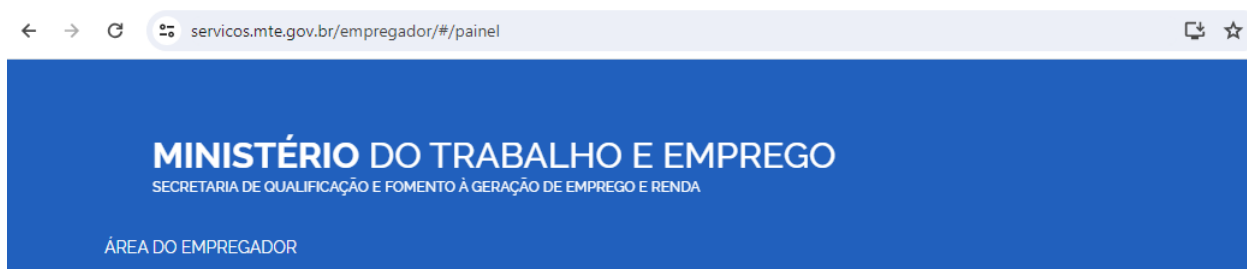 servicos.mte.gov.br/empregador/#/painel
MINISTÉRIO DO TRABALHO E EMPREGO
SECRETARIA DE QUALIFICAÇÃO E FOMENTO À GERAÇÃO DE EMPREGO E RENDA
ÁREA DO EMPREGADOR